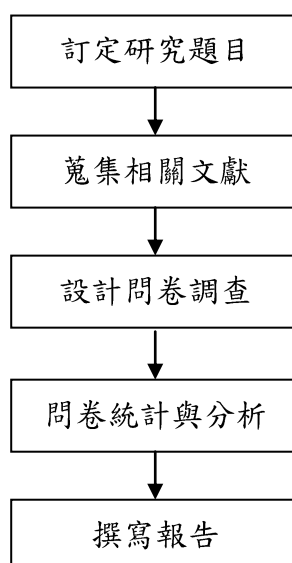 訂定研究題目
蒐集相關文獻
設計問卷調查
問卷統計與分析
撰寫報告